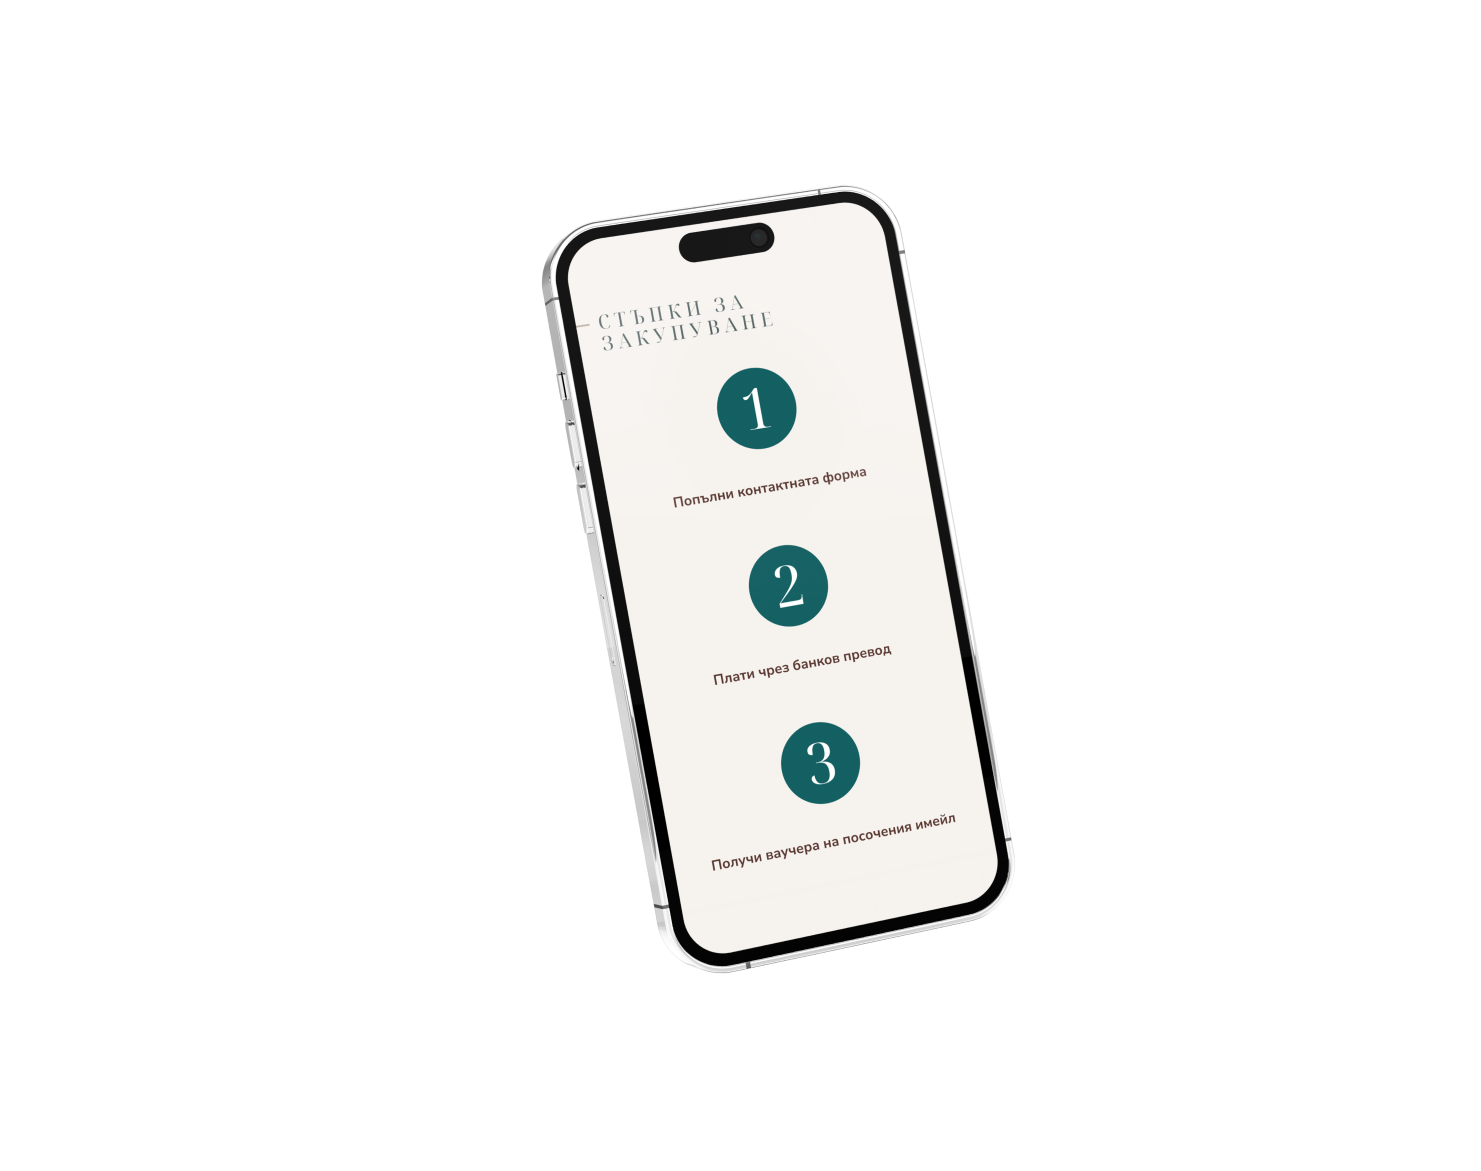 СТЪПКИ ЗА
ЗАКУПУВАНЕ
1
Попълни контактната форма
2
Плати чрез банков превод
3
Получи ваучера на посочения имейл